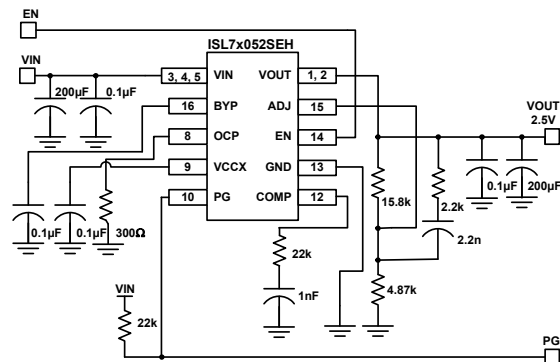 EN
ISL7x052SEH
VIN
3, 4, 5 VIN VOUT 1, 2
200µF 0.1µF
16 BYP ADJ 15
VOUT
2.5V
8 OCP EN 14
9 VCCX GND 13
10 PG COMP 12
15.8k 2.2k 0.1µF 200µF
0.1µF 0.1µF 300Ω
22k
2.2n
1nF
4.87k
VIN
22k
PG